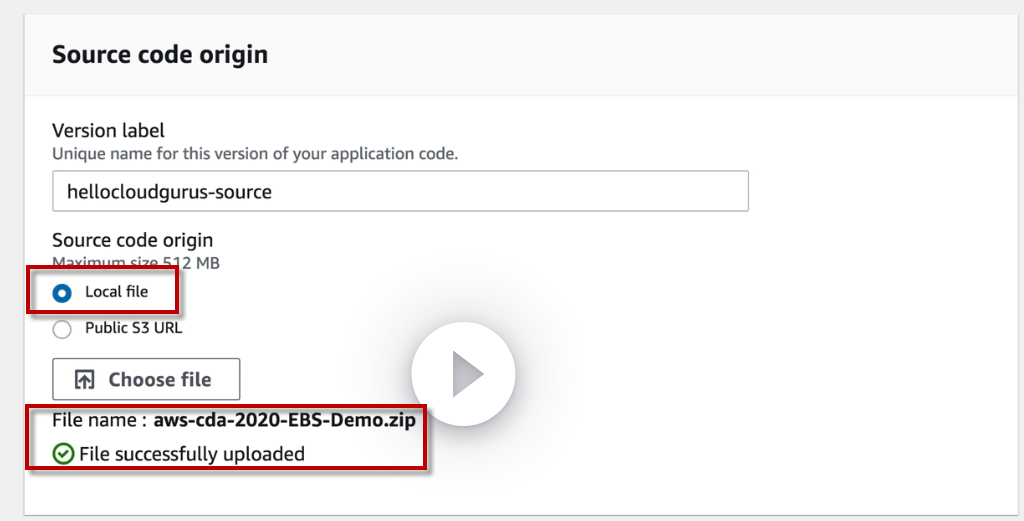 Source code origin
Version label
Unique name for this version of your application code.
hellocloudgurus-source
Source code origin
Maximum size 512 MB
Local file
Public S3 URL
Choose file
File name : aws-cda-2020-EBS-Demo.zip
File successfully uploaded